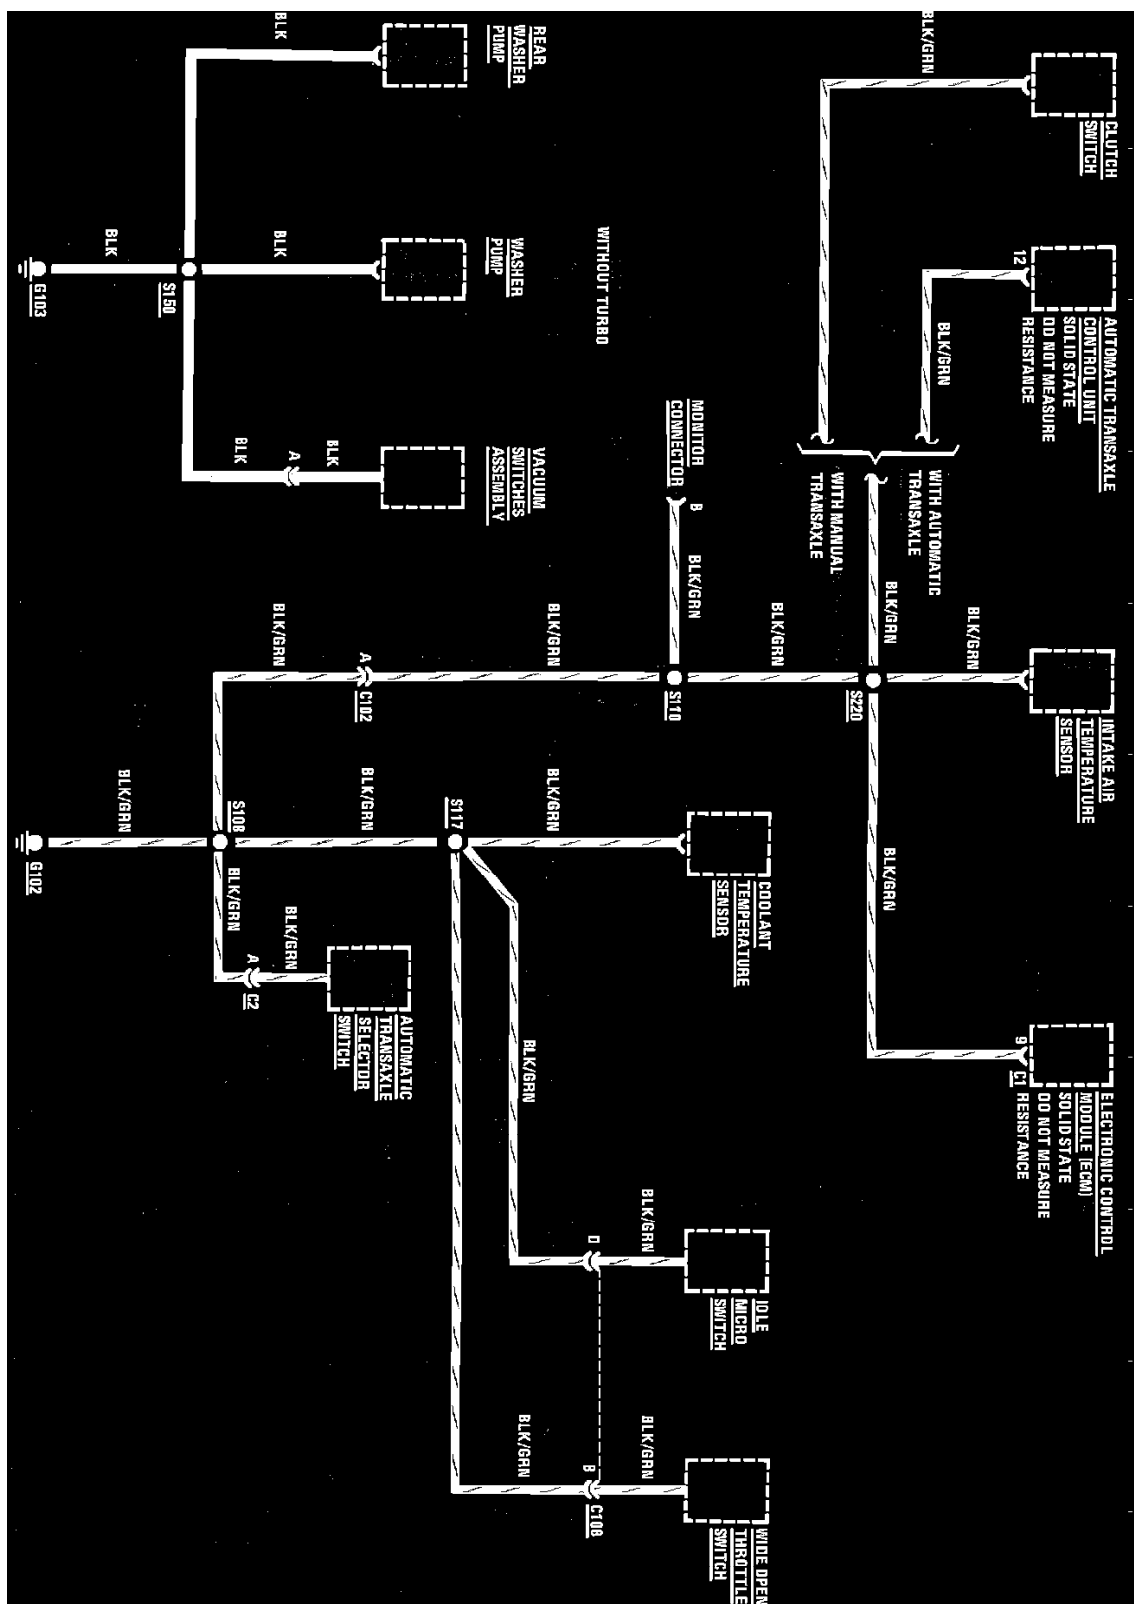 CLUTCH
SWITCH
AUTOMATIC TRANSAXLE
CONTROL UNIT
SOLID STATE
DO NOT MEASURE
RESISTANCE
INTAKE AIR
TEMPERATURE
SENSOR
ELECTRONIC CONTROL
MODULE (ECM)
SOLID STATE
DO NOT MEASURE
RESISTANCE
12
9
C1
BLK/GRN
BLK/GRN
BLK/GRN
WITH AUTOMATIC
TRANSAXLE
WITH MANUAL
TRANSAXLE
BLK/GRN
BLK/GRN
S220
BLK/GRN
MONITOR
CONNECTOR
B
BLK/GRN
S110
COOLANT
TEMPERATURE
SENSOR
IDLE
MICRO
SWITCH
WIDE OPEN
THROTTLE
SWITCH
BLK/GRN
BLK/GRN
WITHOUT TURBO
D
B
C108
REAR
WASHER
PUMP
WASHER
PUMP
VACUUM
SWITCHES
ASSEMBLY
BLK/GRN
BLK/GRN
BLK/GRN
BLK/GRN
S117
AUTOMATIC
TRANSAXLE
SELECTOR
SWITCH
A
C102
BLK/GRN
BLK
BLK
BLK
A
BLK
BLK/GRN
BLK/GRN
A
C2
S108
BLK/GRN
S150
BLK
BLK/GRN
G103
G102